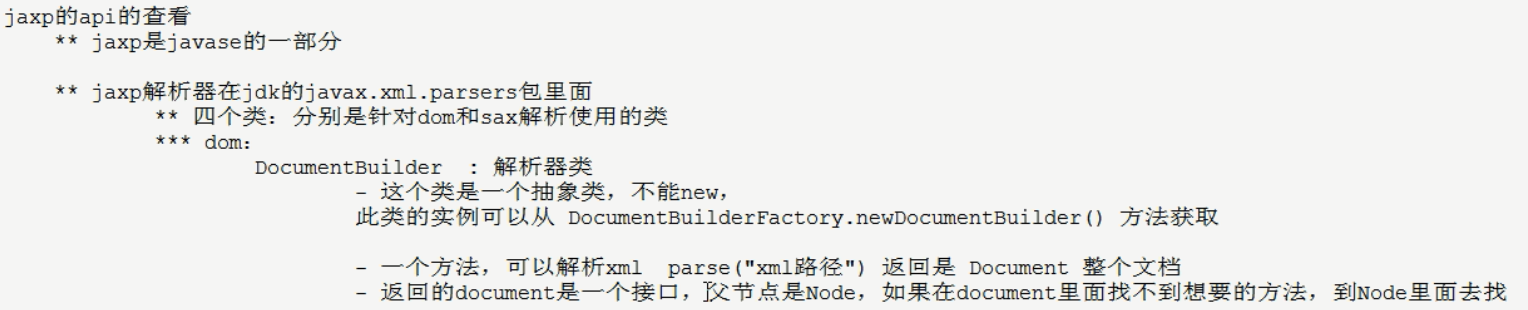 jaxp的api的查看
** jaxp是javase的一部分
** jaxp解析器在jdk的javax.xml.parsers包里面
** 四个类：分别是针对dom和sax解析使用的类
*** dom：
DocumentBuilder : 解析器类
- 这个类是一个抽象类，不能new，
此类的实例可以从 DocumentBuilderFactory.newDocumentBuilder() 方法获取
- 一个方法，可以解析xml parse("xml路径") 返回是 Document 整个文档
- 返回的document是一个接口，父节点是Node，如果在document里面找不到想要的方法，到Node里面去找